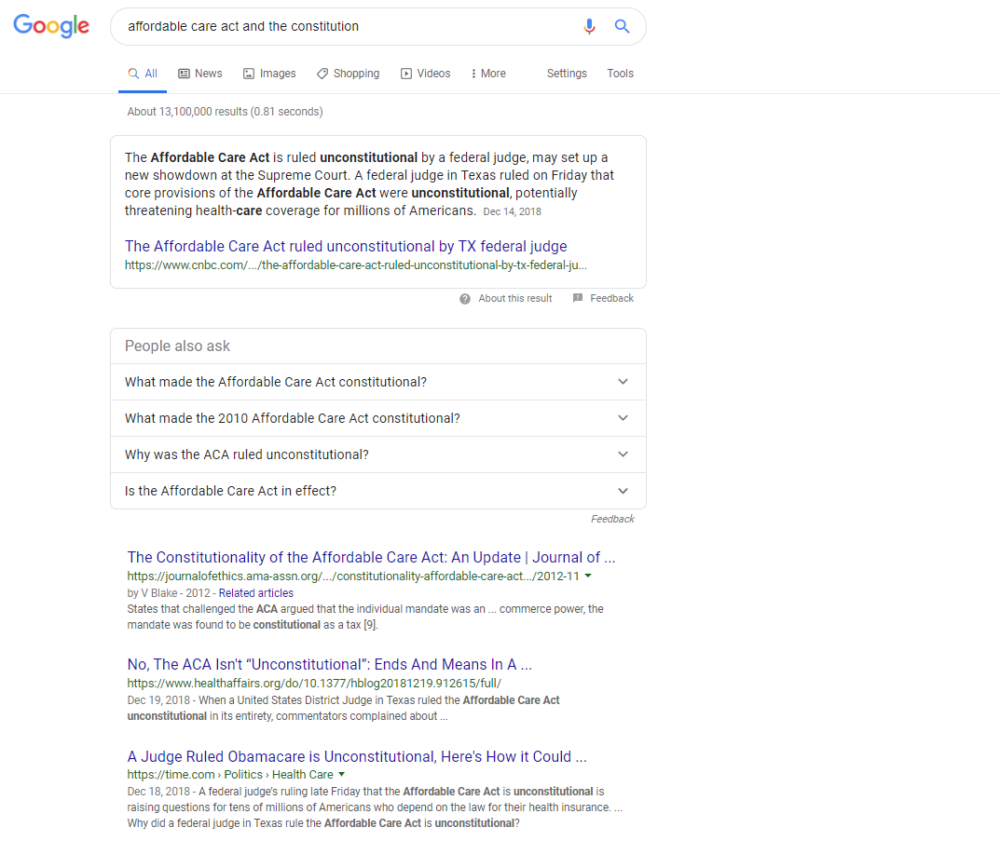 Google affordable care act and the constitution
All News Images Shopping Videos More Settings Tools
About 13,100,000 results (0.81 seconds)
The Affordable Care Act is ruled unconstitutional by a federal judge, may set up a
new showdown at the Supreme Court. A federal judge in Texas ruled on Friday that
core provisions of the Affordable Care Act were unconstitutional, potentially
threatening health-care coverage for millions of Americans. Dec 14, 2018
The Affordable Care Act ruled unconstitutional by TX federal judge
https://www.cnbc.com/.../the-affordable-care-act-ruled-unconstitutional-by-tx-federal-ju...
About this result Feedback
People also ask
What made the Affordable Care Act constitutional?
What made the 2010 Affordable Care Act constitutional?
Why was the ACA ruled unconstitutional?
Is the Affordable Care Act in effect?
Feedback
The Constitutionality of the Affordable Care Act: An Update | Journal of ...
https://journalofethics.ama-assn.org/.../constitutionality-affordable-care-act.../2012-11
by V Blake - 2012 - Related articles
States that challenged the ACA argued that the individual mandate was an ... commerce power, the
mandate was found to be constitutional as a tax [9].
No, The ACA Isn't “Unconstitutional”: Ends And Means In A ...
https://www.healthaffairs.org/do/10.1377/hblog20181219.912615/full/
Dec 19, 2018 - When a United States District Judge in Texas ruled the Affordable Care Act
unconstitutional in its entirety, commentators complained about ...
A Judge Ruled Obamacare is Unconstitutional, Here's How it Could ...
https://time.com › Politics › Health Care
Dec 18, 2018 - A federal judge's ruling late Friday that the Affordable Care Act is unconstitutional is
raising questions for tens of millions of Americans who depend on the law for their health insurance. ...
Why did a federal judge in Texas rule the Affordable Care Act is unconstitutional?